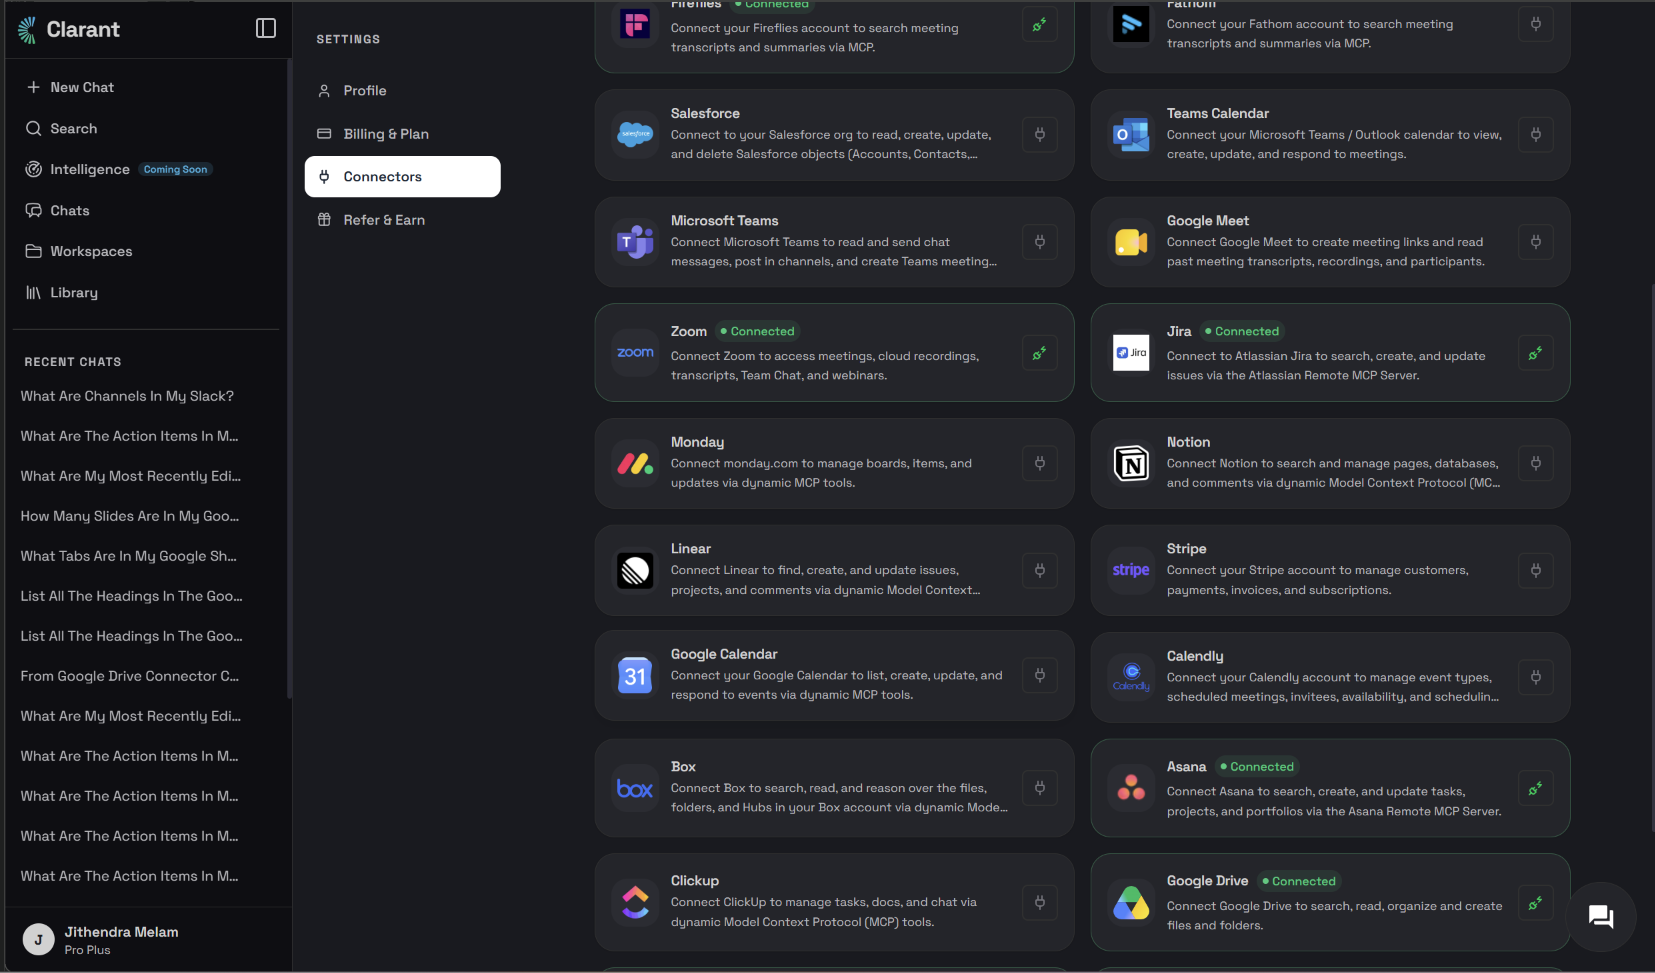 Clarant
New Chat
Search
Intelligence Coming Soon
Chats
Workspaces
Library
RECENT CHATS
What Are Channels In My Slack?
What Are The Action Items In M...
What Are My Most Recently Edi...
How Many Slides Are In My Goo...
What Tabs Are In My Google Sh...
List All The Headings In The Goo...
List All The Headings In The Goo...
From Google Drive Connector C...
What Are My Most Recently Edi...
What Are The Action Items In M...
What Are The Action Items In M...
What Are The Action Items In M...
What Are The Action Items In M...
J
Jithendra Melam
Pro Plus
SETTINGS
Profile
Billing & Plan
Connectors
Refer & Earn
Fireflies Connected
Connect your Fireflies account to search meeting
transcripts and summaries via MCP.
Fathom
Connect your Fathom account to search meeting
transcripts and summaries via MCP.
salesforce
Salesforce
Connect to your Salesforce org to read, create, update,
and delete Salesforce objects (Accounts, Contacts,...
O
Teams Calendar
Connect your Microsoft Teams / Outlook calendar to view,
create, update, and respond to meetings.
T
Microsoft Teams
Connect Microsoft Teams to read and send chat
messages, post in channels, and create Teams meeting...
Google Meet
Connect Google Meet to create meeting links and read
past meeting transcripts, recordings, and participants.
zoom
Zoom Connected
Connect Zoom to access meetings, cloud recordings,
transcripts, Team Chat, and webinars.
Jira
Jira Connected
Connect to Atlassian Jira to search, create, and update
issues via the Atlassian Remote MCP Server.
Monday
Connect monday.com to manage boards, items, and
updates via dynamic MCP tools.
N
Notion
Connect Notion to search and manage pages, databases,
and comments via dynamic Model Context Protocol (MC...
Linear
Connect Linear to find, create, and update issues,
projects, and comments via dynamic Model Context...
stripe
Stripe
Connect your Stripe account to manage customers,
payments, invoices, and subscriptions.
31
Google Calendar
Connect your Google Calendar to list, create, update, and
respond to events via dynamic MCP tools.
Calendly
Calendly
Connect your Calendly account to manage event types,
scheduled meetings, invitees, availability, and schedulin...
box
Box
Connect Box to search, read, and reason over the files,
folders, and Hubs in your Box account via dynamic Mode...
Asana Connected
Connect Asana to search, create, and update tasks,
projects, and portfolios via the Asana Remote MCP Server.
Clickup
Connect ClickUp to manage tasks, docs, and chat via
dynamic Model Context Protocol (MCP) tools.
Google Drive Connected
Connect Google Drive to search, read, organize and create
files and folders.